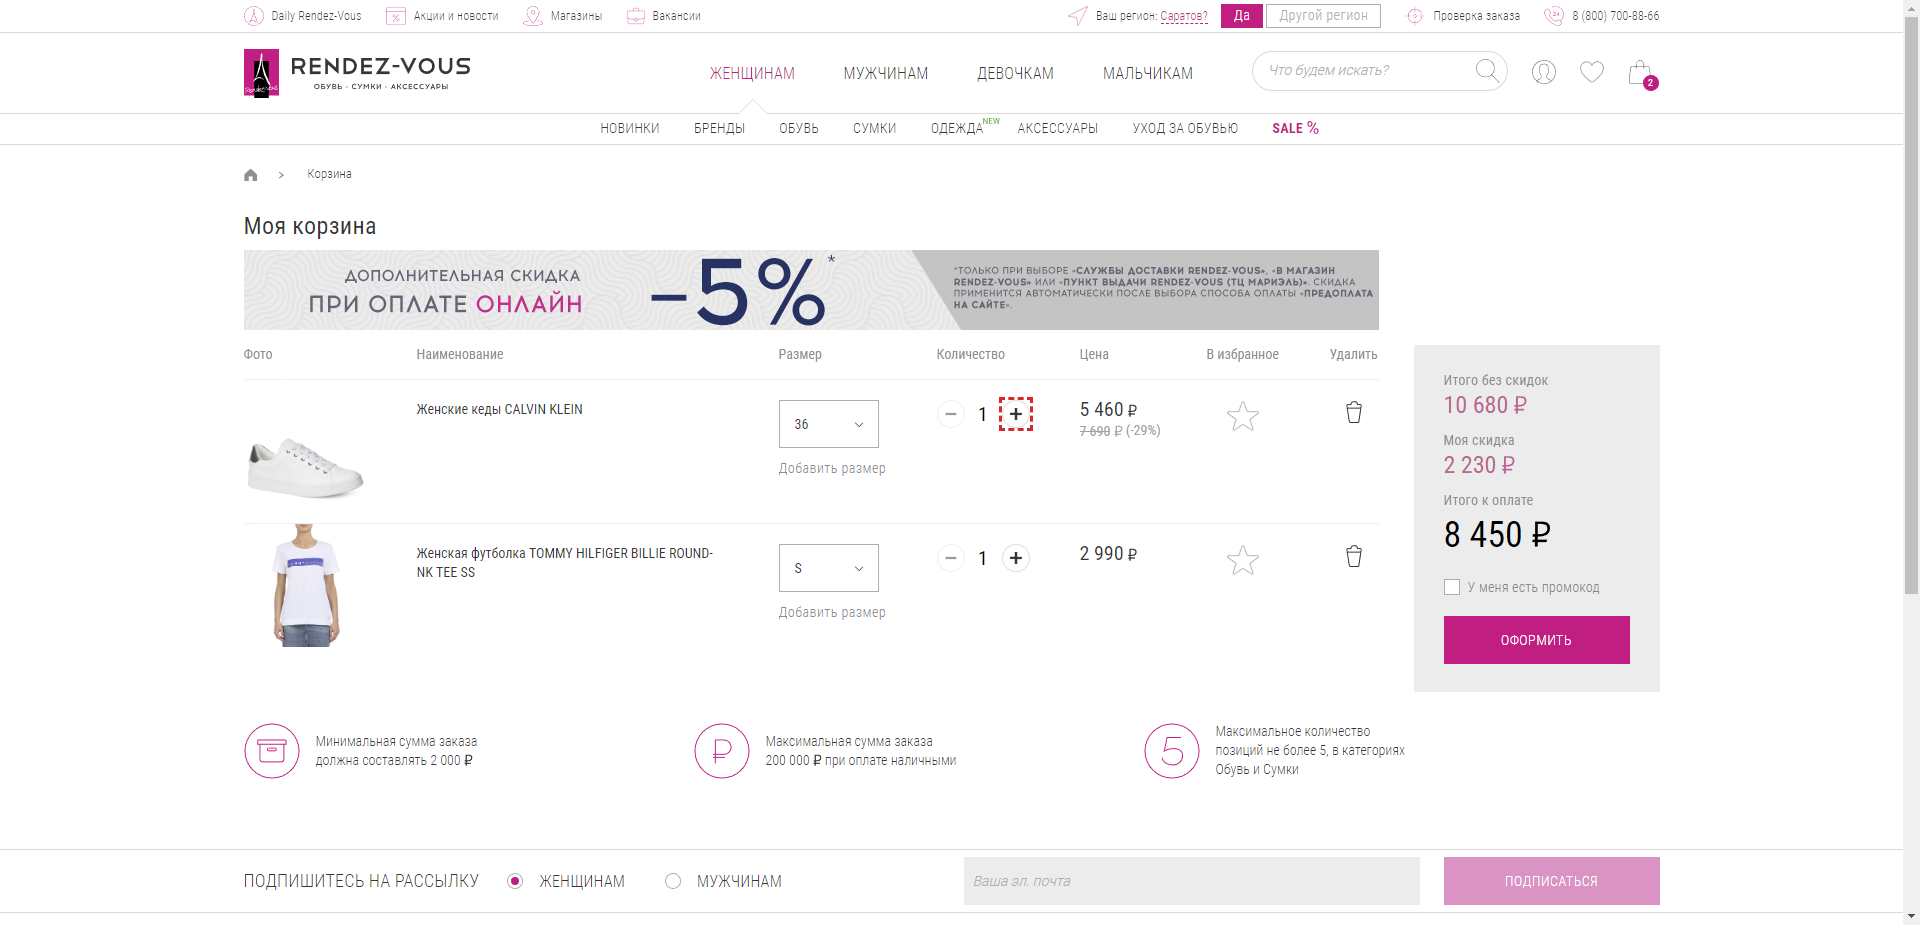 Daily Rendez-Vous
Акции и новости
Магазины
Вакансии
Ваш регион: Саратов?
Да
Другой регион
Проверка заказа
8 (800) 700-88-66
RENDEZ-VOUS
ОБУВЬ · СУМКИ · АКСЕССУАРЫ
ЖЕНЩИНАМ
МУЖЧИНАМ
ДЕВОЧКАМ
МАЛЬЧИКАМ
Что будем искать?
2
НОВИНКИ
БРЕНДЫ
ОБУВЬ
СУМКИ
ОДЕЖДА NEW
АКСЕССУАРЫ
УХОД ЗА ОБУВЬЮ
SALE %
> Корзина
Моя корзина
ДОПОЛНИТЕЛЬНАЯ СКИДКА
ПРИ ОПЛАТЕ ОНЛАЙН
–5%*
*ТОЛЬКО ПРИ ВЫБОРЕ «СЛУЖБЫ ДОСТАВКИ RENDEZ-VOUS», «В МАГАЗИН
RENDEZ-VOUS» ИЛИ «ПУНКТ ВЫДАЧИ RENDEZ-VOUS (ТЦ МАРИЭЛЬ)». СКИДКА
ПРИМЕНИТСЯ АВТОМАТИЧЕСКИ ПОСЛЕ ВЫБОРА СПОСОБА ОПЛАТЫ «ПРЕДОПЛАТА
НА САЙТЕ».
Фото
Наименование
Размер
Количество
Цена
В избранное
Удалить
Женские кеды CALVIN KLEIN
36
Добавить размер
− 1 +
5 460 ₽
7 690 ₽ (-29%)
Женская футболка TOMMY HILFIGER BILLIE ROUND-
NK TEE SS
S
Добавить размер
− 1 +
2 990 ₽
Итого без скидок
10 680 ₽
Моя скидка
2 230 ₽
Итого к оплате
8 450 ₽
У меня есть промокод
ОФОРМИТЬ
Минимальная сумма заказа
должна составлять 2 000 ₽
₽
Максимальная сумма заказа
200 000 ₽ при оплате наличными
5
Максимальное количество
позиций не более 5, в категориях
Обувь и Сумки
ПОДПИШИТЕСЬ НА РАССЫЛКУ
ЖЕНЩИНАМ
МУЖЧИНАМ
Ваша эл. почта
ПОДПИСАТЬСЯ